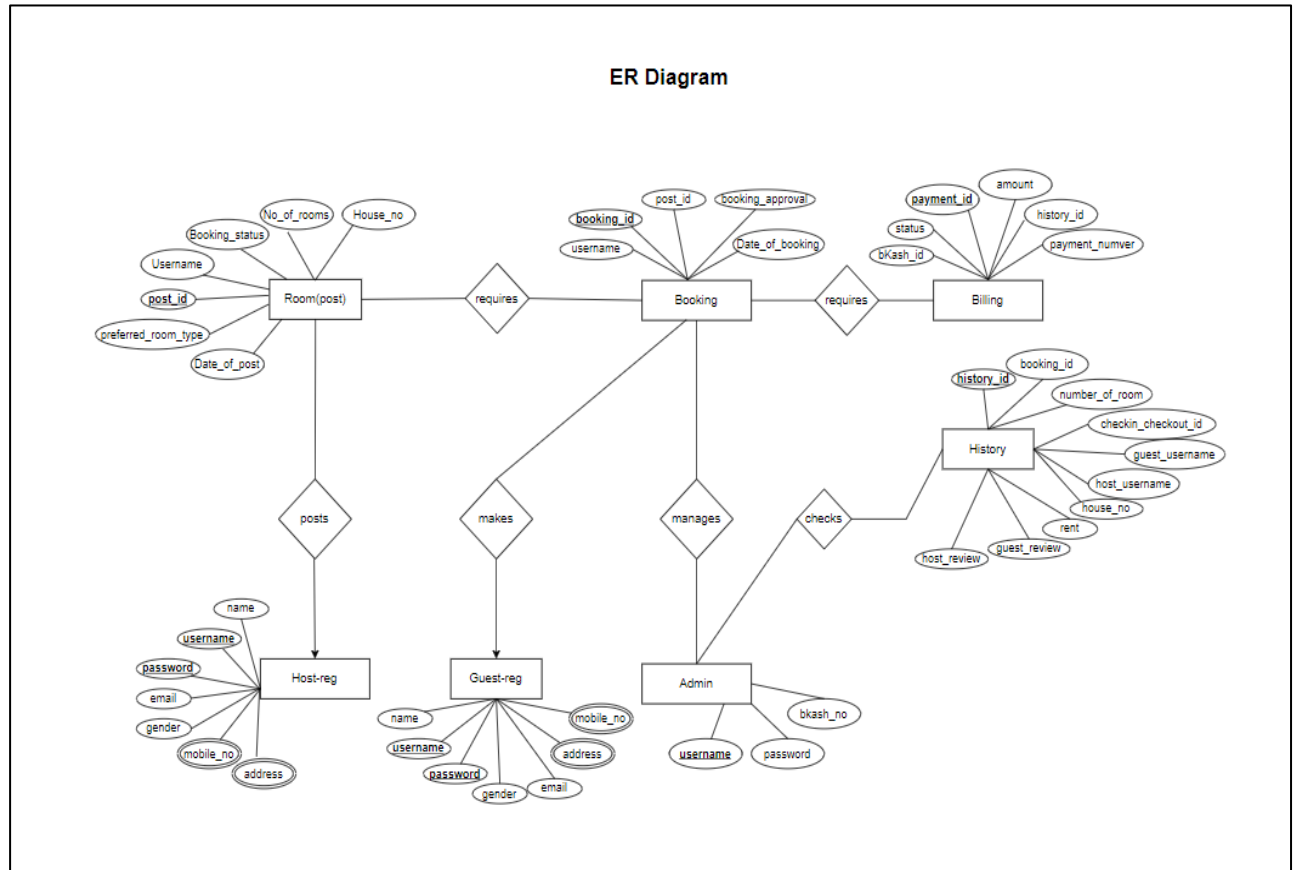 ER Diagram
No_of_rooms
House_no
Booking_status
Username
post_id
preferred_room_type
Date_of_post
Room(post)
requires
post_id
booking_approval
booking_id
username
Date_of_booking
Booking
requires
amount
payment_id
history_id
status
payment_numver
bKash_id
Billing
booking_id
history_id
number_of_room
checkin_checkout_id
guest_username
host_username
house_no
rent
guest_review
host_review
History
posts
makes
manages
checks
name
username
password
email
gender
mobile_no
address
Host-reg
Guest-reg
name
username
password
gender
email
address
mobile_no
Admin
bkash_no
username
password